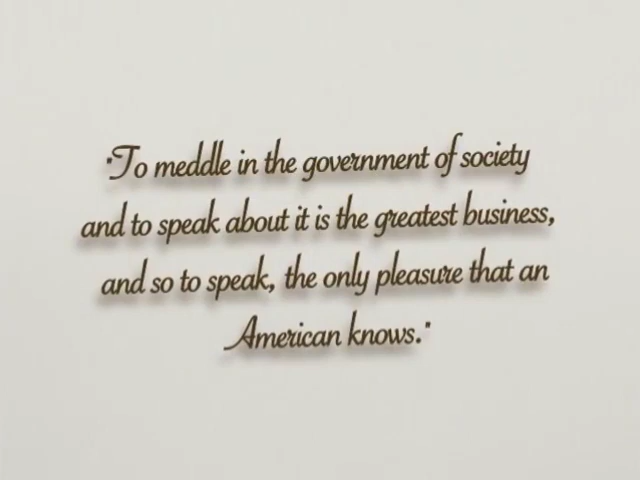 "To meddle in the government of society
and to speak about it is the greatest business,
and so to speak, the only pleasure that an
American knows."